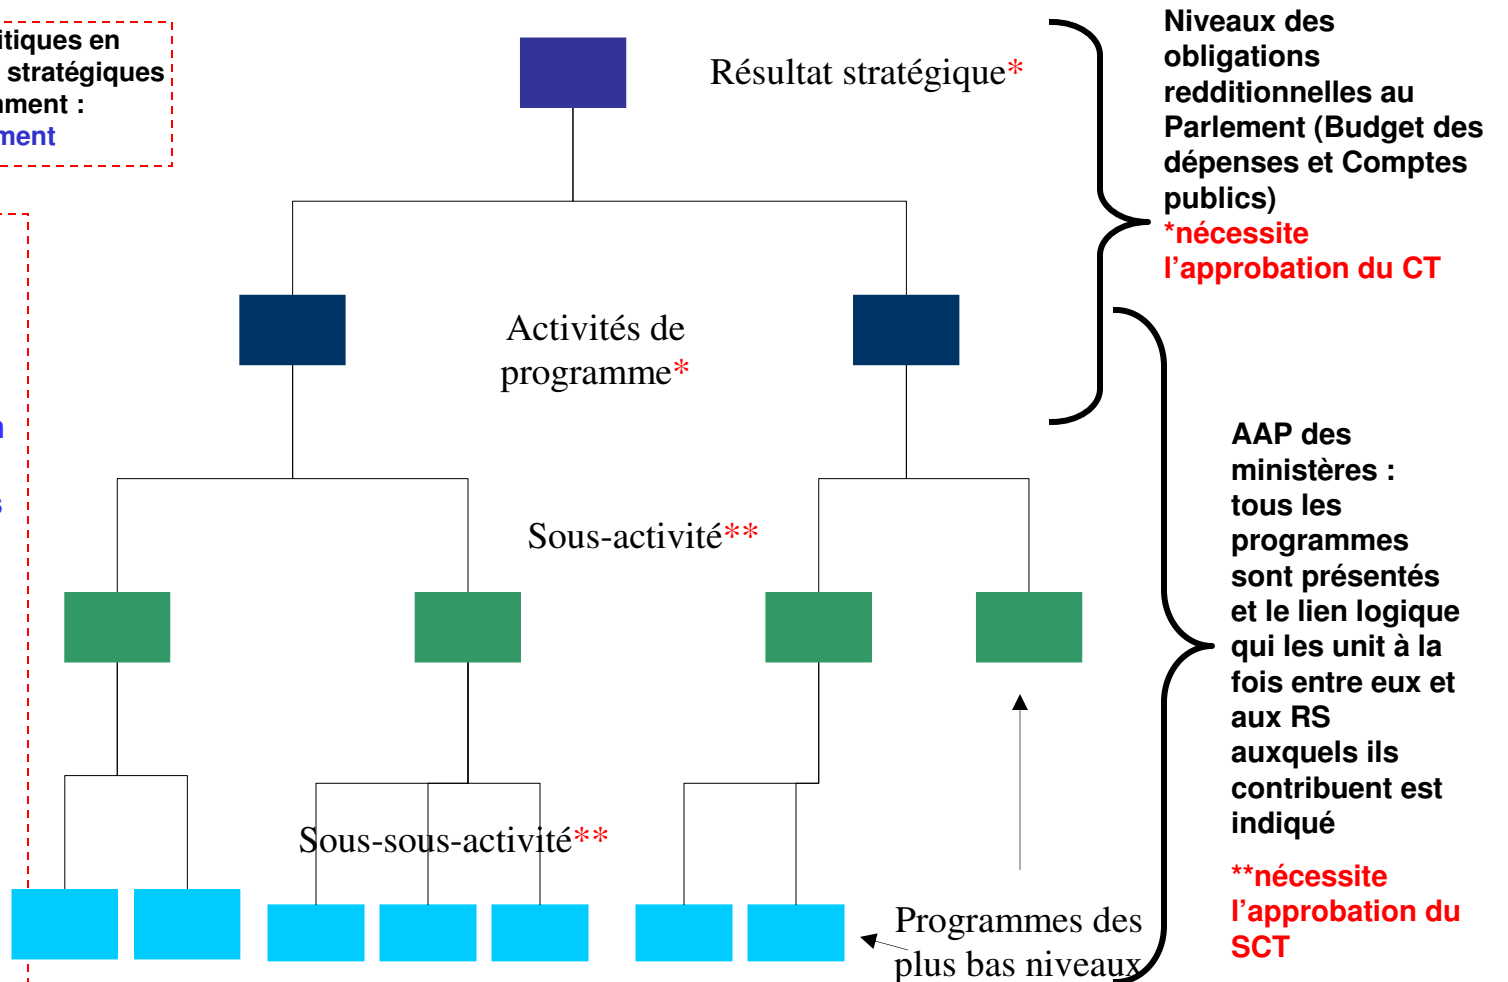 Résultat stratégique*
Niveaux des
obligations
redditionnelles au
Parlement (Budget des
dépenses et Comptes
publics)
*nécessite
l'approbation du CT
Activités de
programme*
Sous-activité**
Sous-sous-activité**
AAP des
ministères :
tous les
programmes
sont présentés
et le lien logique
qui les unit à la
fois entre eux et
aux RS
auxquels ils
contribuent est
indiqué
**nécessite
l'approbation du
SCT
Programmes des
plus bas niveaux
en
stratégiques
: